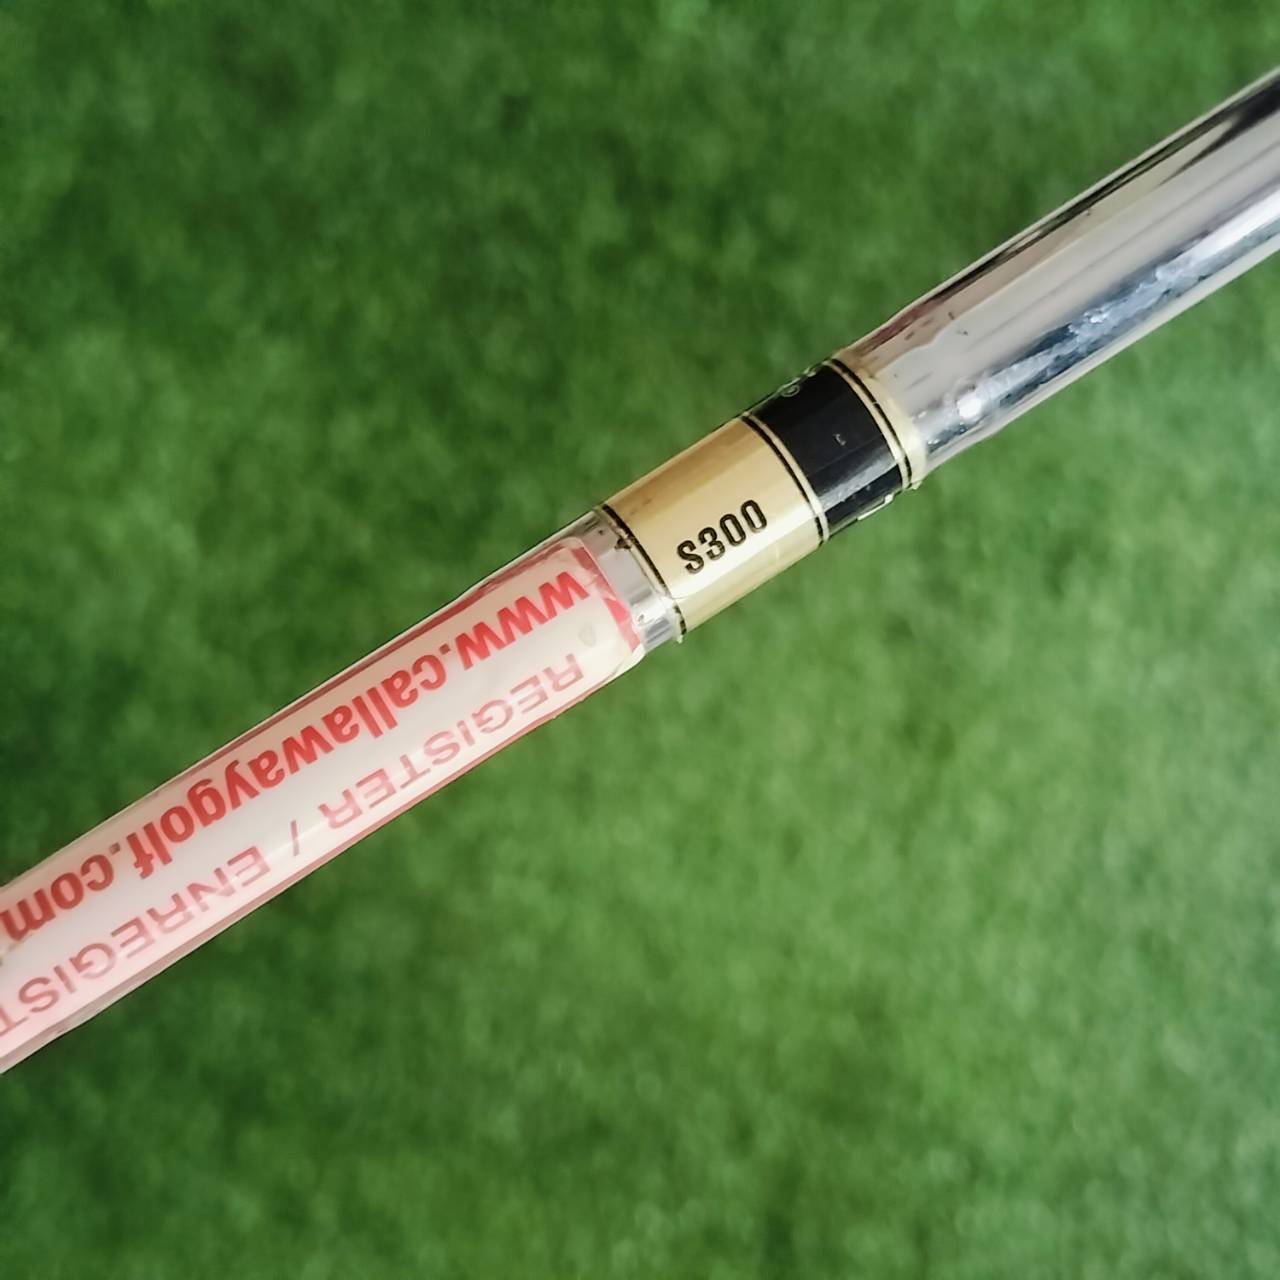 S300
www.callawaygolf.com
REGISTER / ENREGIST